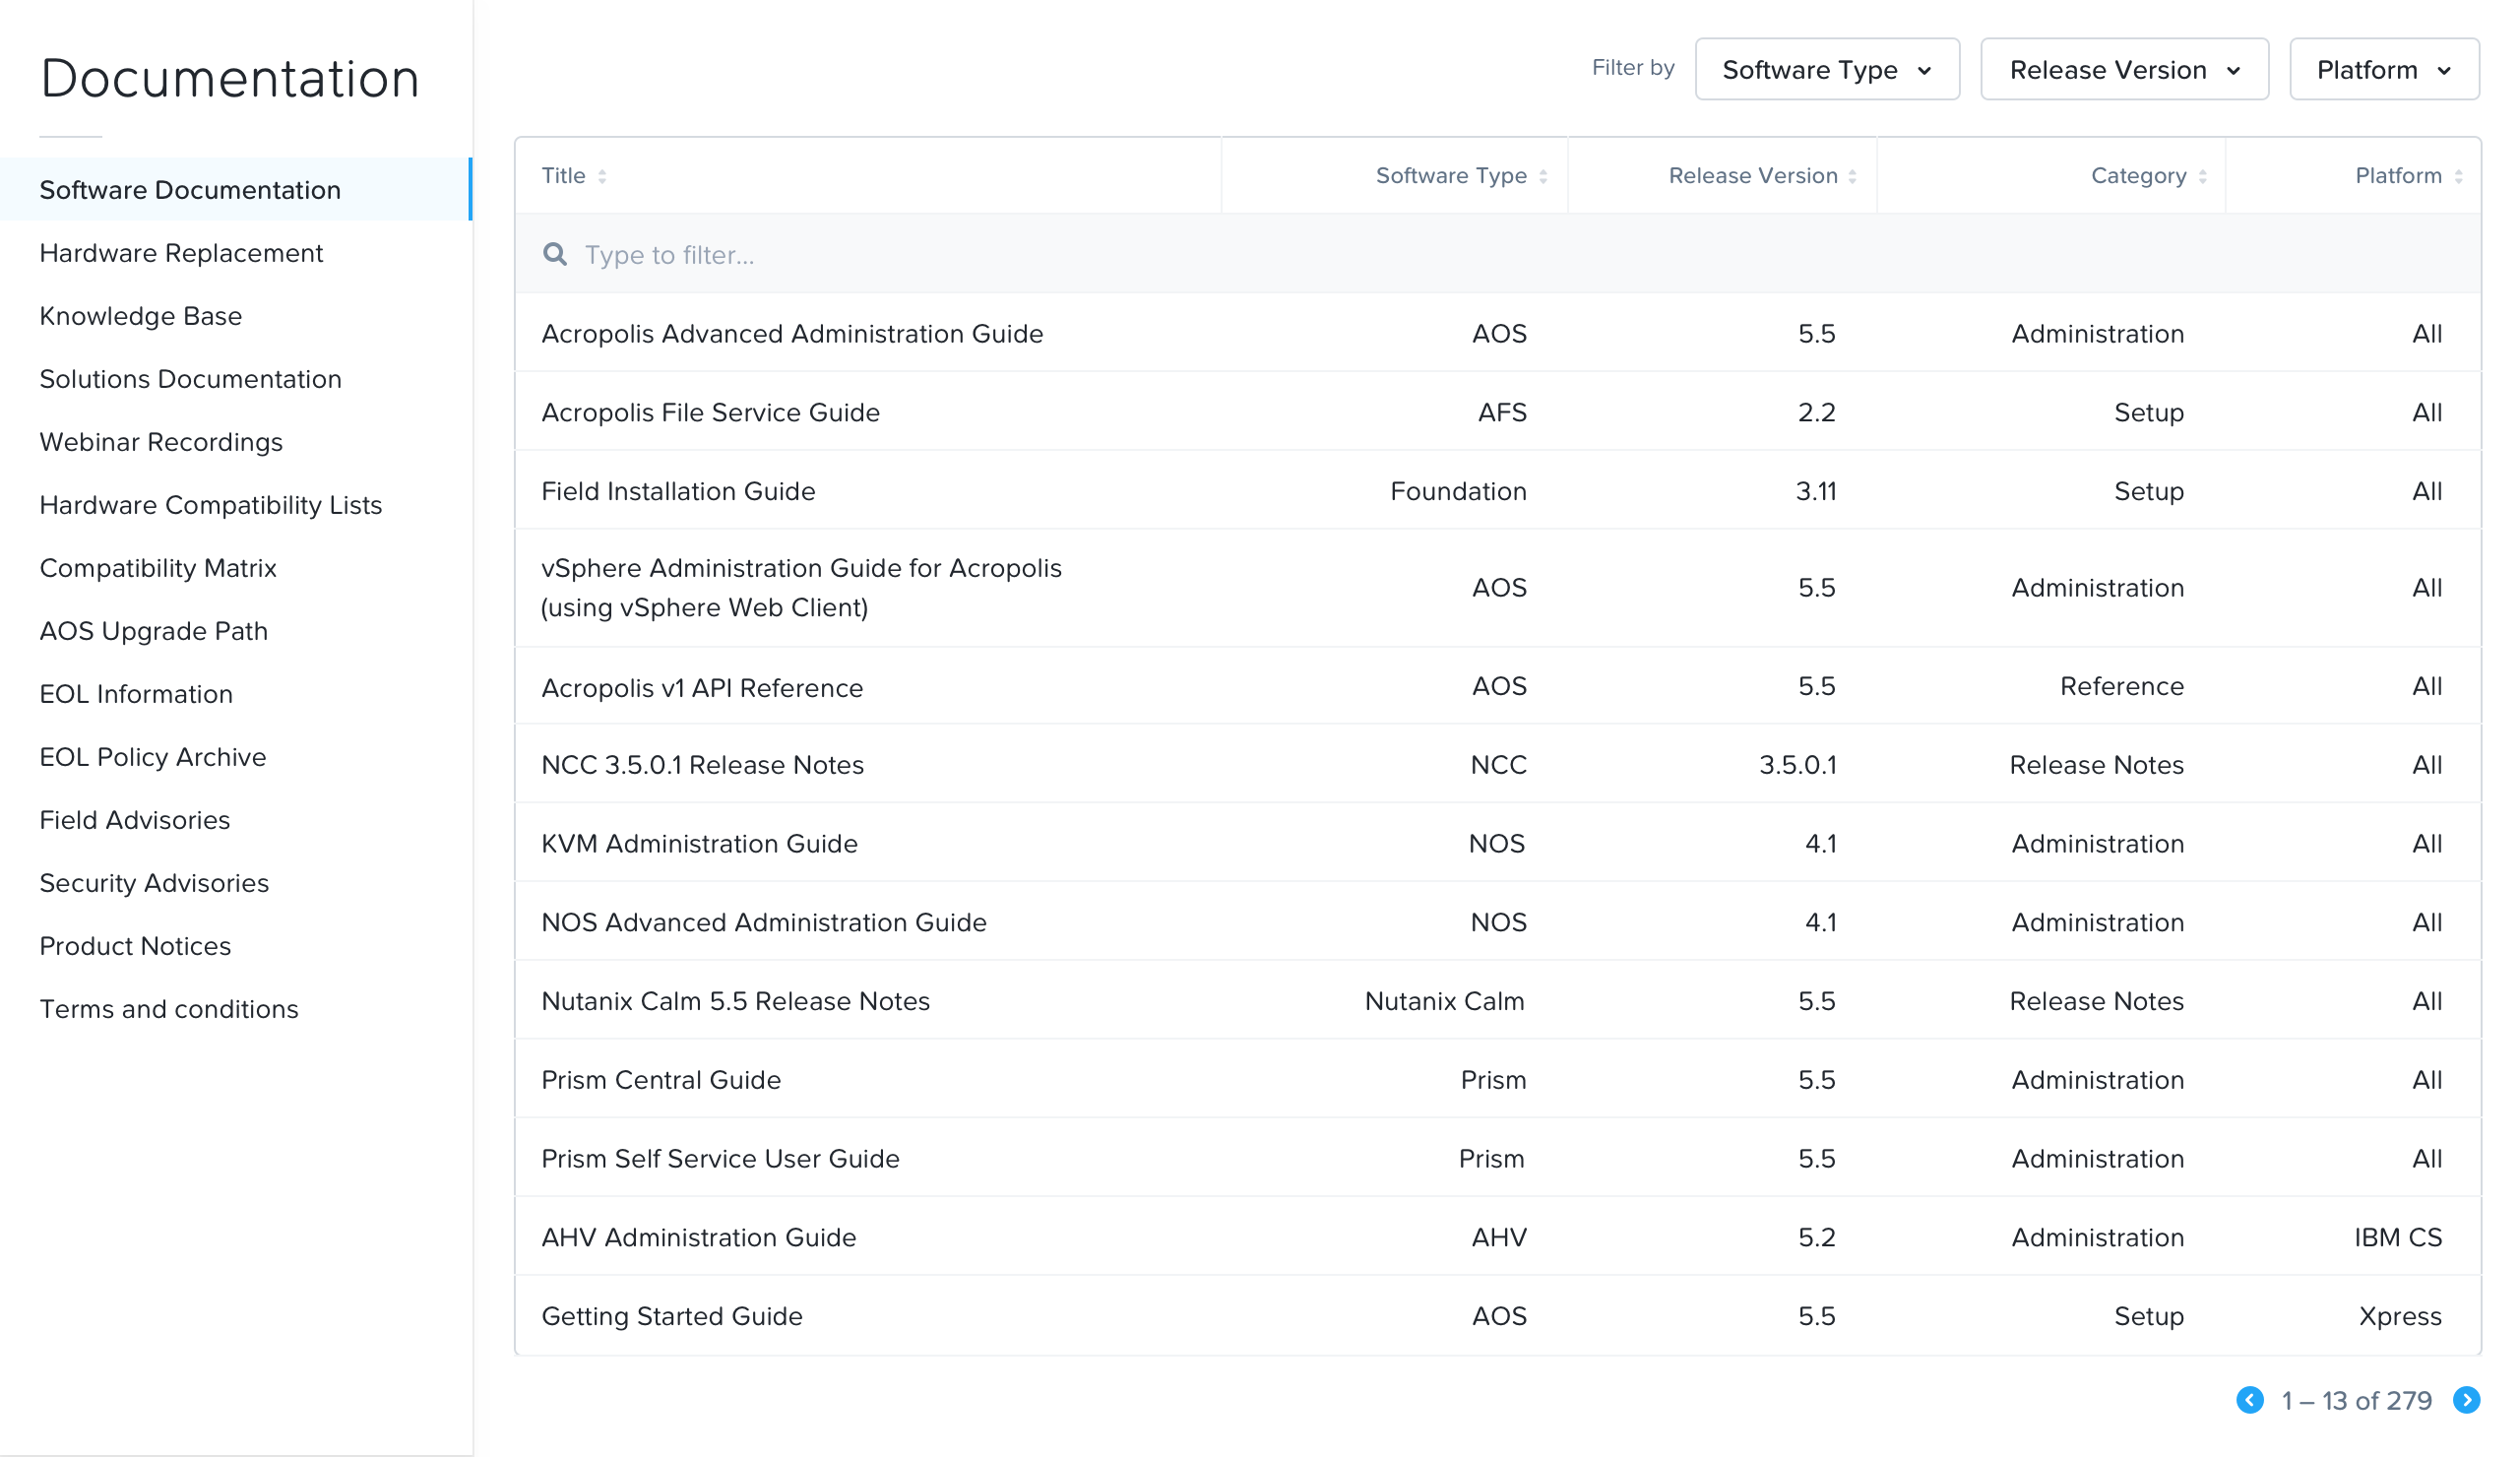 Documentation
Software Documentation
Hardware Replacement
Knowledge Base
Solutions Documentation
Webinar Recordings
Hardware Compatibility Lists
Compatibility Matrix
AOS Upgrade Path
EOL Information
EOL Policy Archive
Field Advisories
Security Advisories
Product Notices
Terms and conditions
Filter by Software Type Release Version Platform
Title Software Type Release Version Category Platform
Type to filter...
Acropolis Advanced Administration Guide AOS 5.5 Administration All
Acropolis File Service Guide AFS 2.2 Setup All
Field Installation Guide Foundation 3.11 Setup All
vSphere Administration Guide for Acropolis
(using vSphere Web Client) AOS 5.5 Administration All
Acropolis v1 API Reference AOS 5.5 Reference All
NCC 3.5.0.1 Release Notes NCC 3.5.0.1 Release Notes All
KVM Administration Guide NOS 4.1 Administration All
NOS Advanced Administration Guide NOS 4.1 Administration All
Nutanix Calm 5.5 Release Notes Nutanix Calm 5.5 Release Notes All
Prism Central Guide Prism 5.5 Administration All
Prism Self Service User Guide Prism 5.5 Administration All
AHV Administration Guide AHV 5.2 Administration IBM CS
Getting Started Guide AOS 5.5 Setup Xpress
1 – 13 of 279